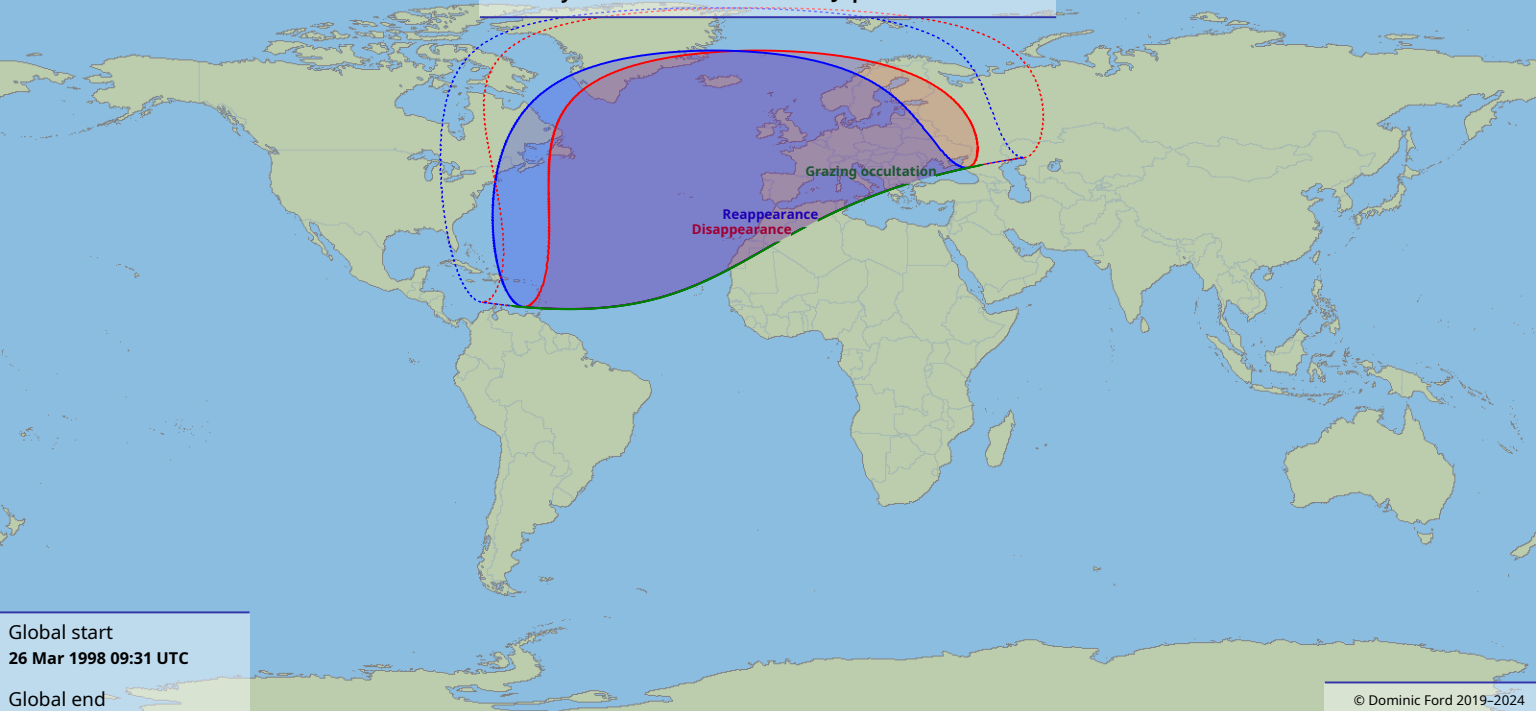 Grazing occultation
Reappearance
Disappearance
Global start
26 Mar 1998 09:31 UTC
Global end
© Dominic Ford 2019–2024